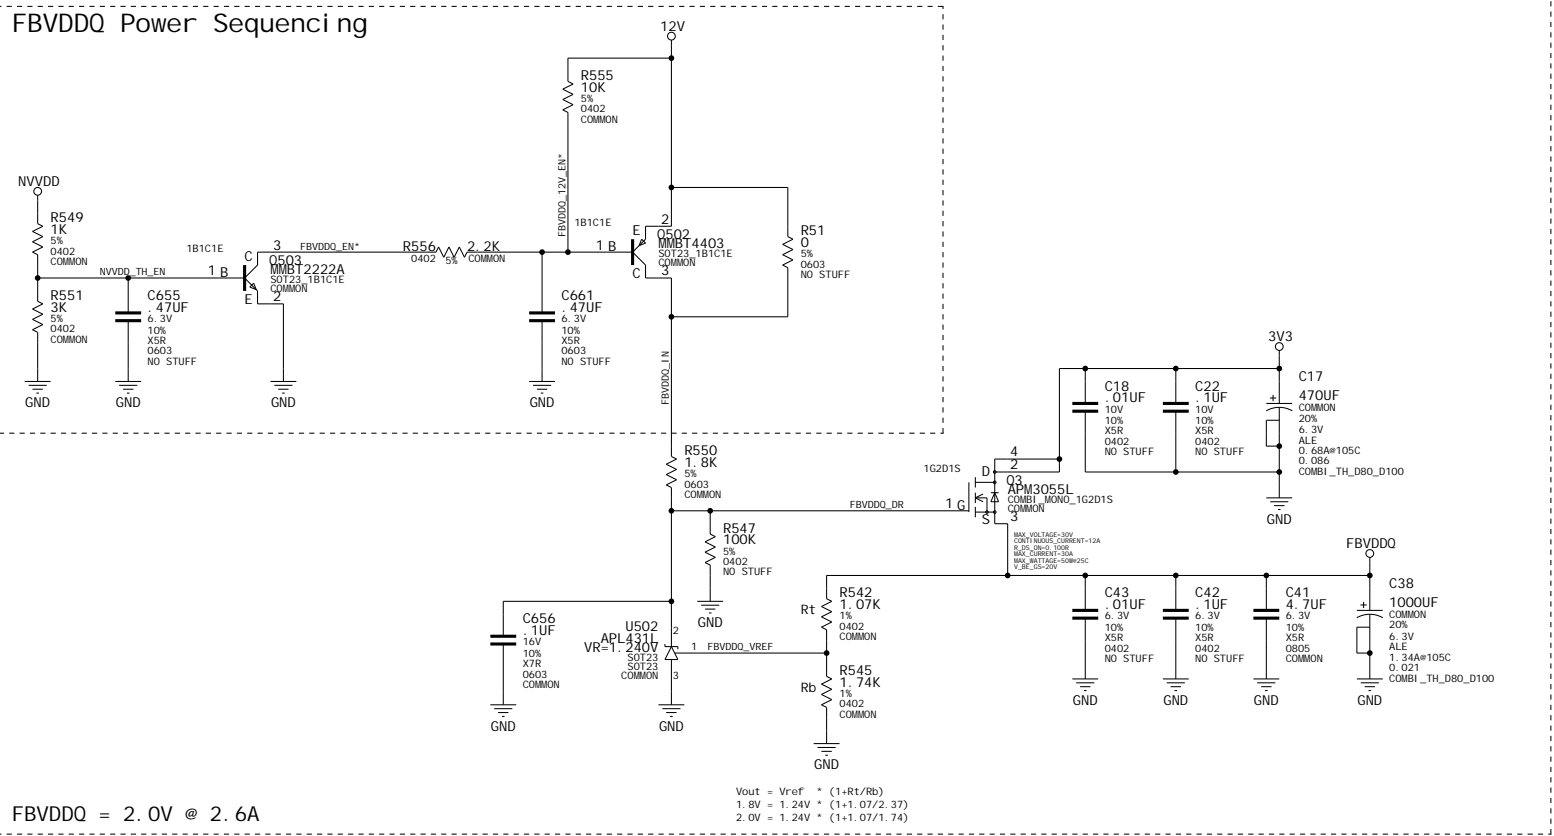 FBVDDQ Power Sequencing
12V
R555
10K
5%
0402
COMMON
FBVDDQ_12V_EN*
NVVDD
R549
1K
5%
0402
COMMON
NVVDD_TH_EN
R551
3K
5%
0402
COMMON
GND
C655
.47UF
6.3V
10%
X5R
0603
NO STUFF
GND
1B1C1E
1 B
C 3
Q503
MMBT2222A
SOT23_1B1C1E
COMMON
E 2
GND
FBVDDQ_EN*
R556 2.2K
0402 5% COMMON
C661
.47UF
6.3V
10%
X5R
0603
NO STUFF
GND
1B1C1E
1 B
E 2
Q502
MMBT4403
SOT23_1B1C1E
COMMON
C 3
R51
0
5%
0603
NO STUFF
FBVDDQ_IN
R550
1.8K
5%
0603
COMMON
R547
100K
5%
0402
NO STUFF
GND
FBVDDQ_DR
C656
.1UF
16V
10%
X7R
0603
COMMON
GND
U502
APL431L
VR=1.240V
SOT23
SOT23
COMMON
2
1
3
GND
FBVDDQ_VREF
Rt
R542
1.07K
1%
0402
COMMON
Rb
R545
1.74K
1%
0402
COMMON
GND
1G2D1S
1 G
D
4
2
Q3
APM3055L
COMBI_MONO_1G2D1S
COMMON
S 3
MAX_VOLTAGE=30V
CONTINUOUS_CURRENT=12A
R_DS_ON=0.100R
MAX_CURRENT=30A
MAX_WATTAGE=50W@25C
V_BE_GS=20V
3V3
C18
.01UF
10V
10%
X5R
0402
NO STUFF
C22
.1UF
10V
10%
X5R
0402
NO STUFF
C17
470UF
COMMON
20%
6.3V
ALE
0.68A@105C
0.086
COMBI_TH_D80_D100
+
GND
FBVDDQ
C43
.01UF
6.3V
10%
X5R
0402
NO STUFF
GND
C42
.1UF
6.3V
10%
X5R
0402
NO STUFF
GND
C41
4.7UF
6.3V
10%
X5R
0805
COMMON
GND
C38
1000UF
COMMON
20%
6.3V
ALE
1.34A@105C
0.021
COMBI_TH_D80_D100
+
GND
Vout = Vref * (1+Rt/Rb)
1.8V = 1.24V * (1+1.07/2.37)
2.0V = 1.24V * (1+1.07/1.74)
FBVDDQ = 2.0V @ 2.6A